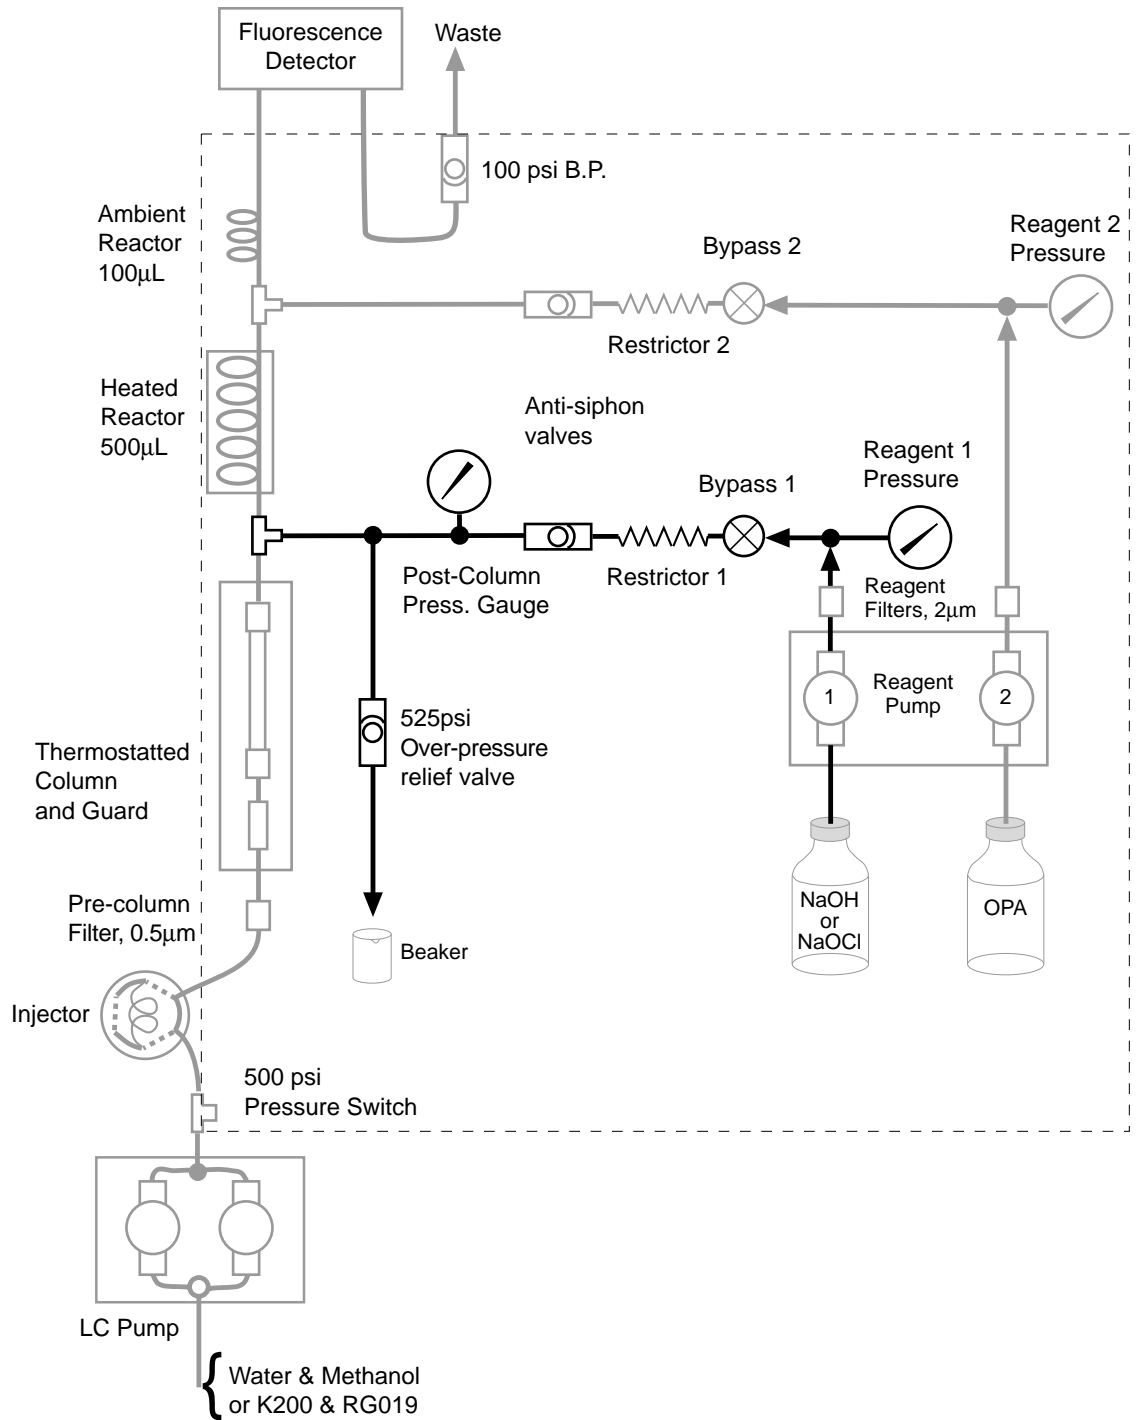 Fluorescence
Detector
Waste
100 psi B.P.
Ambient
Reactor
100µL
Bypass 2
Reagent 2
Pressure
Restrictor 2
Heated
Reactor
500µL
Anti-siphon
valves
Bypass 1
Reagent 1
Pressure
Post-Column
Press. Gauge
Restrictor 1
Reagent
Filters, 2µm
1
Reagent
Pump
2
525psi
Over-pressure
relief valve
Thermostatted
Column
and Guard
NaOH
or
NaOCl
OPA
Pre-column
Filter, 0.5µm
Beaker
Injector
500 psi
Pressure Switch
LC Pump
Water & Methanol
or K200 & RG019